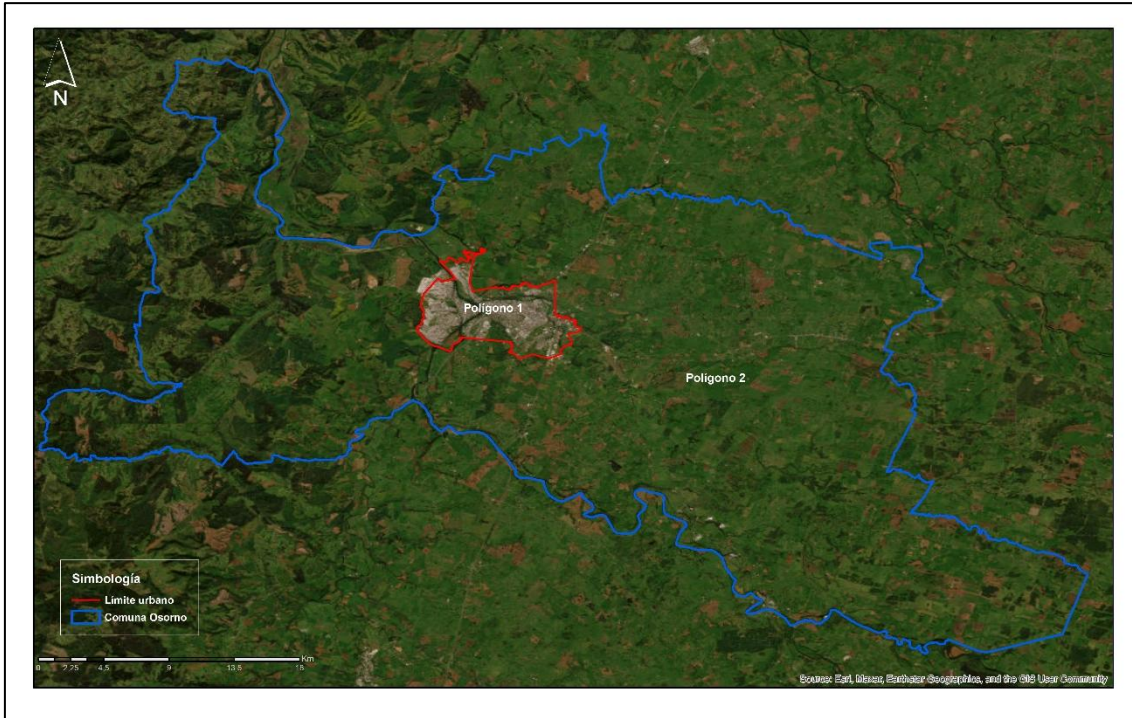 N
Polígono 1
Polígono 2
Simbología
Limite urbano
Comuna Osorno
Km
0 2.25 4.5 9 13.5 18
Source: Esri, Maxar, Earthstar Geographics, and the GIS User Community